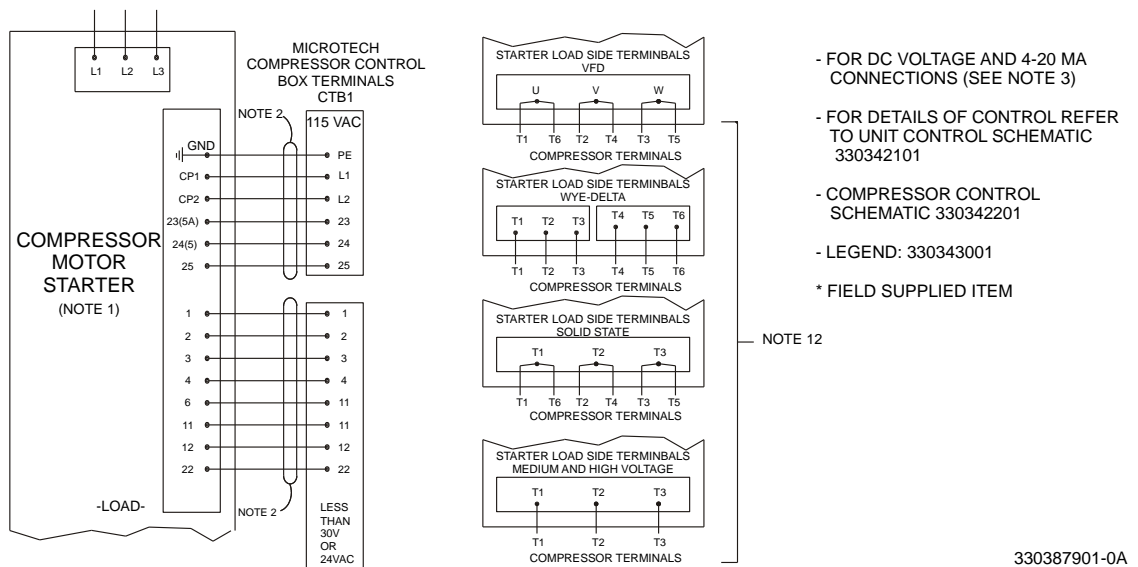 L1 L2 L3
COMPRESSOR
MOTOR
STARTER
(NOTE 1)
-LOAD-
GND
CP1
CP2
23(5A)
24(5)
25
1
2
3
4
6
11
12
22
NOTE 2
NOTE 2
MICROTECH
COMPRESSOR CONTROL
BOX TERMINALS
CTB1
115 VAC
PE
L1
L2
23
24
25
1
2
3
4
11
11
12
22
LESS
THAN
30V
OR
24VAC
STARTER LOAD SIDE TERMINBALS
VFD
U V W
T1 T6 T2 T4 T3 T5
COMPRESSOR TERMINALS
STARTER LOAD SIDE TERMINBALS
WYE-DELTA
T1 T2 T3 T4 T5 T6
T1 T2 T3 T4 T5 T6
COMPRESSOR TERMINALS
STARTER LOAD SIDE TERMINBALS
SOLID STATE
T1 T2 T3
T1 T6 T2 T4 T3 T5
COMPRESSOR TERMINALS
STARTER LOAD SIDE TERMINBALS
MEDIUM AND HIGH VOLTAGE
T1 T2 T3
T1 T2 T3
COMPRESSOR TERMINALS
NOTE 12
- FOR DC VOLTAGE AND 4-20 MA
CONNECTIONS (SEE NOTE 3)
- FOR DETAILS OF CONTROL REFER
TO UNIT CONTROL SCHEMATIC
330342101
- COMPRESSOR CONTROL
SCHEMATIC 330342201
- LEGEND: 330343001
* FIELD SUPPLIED ITEM
330387901-0A